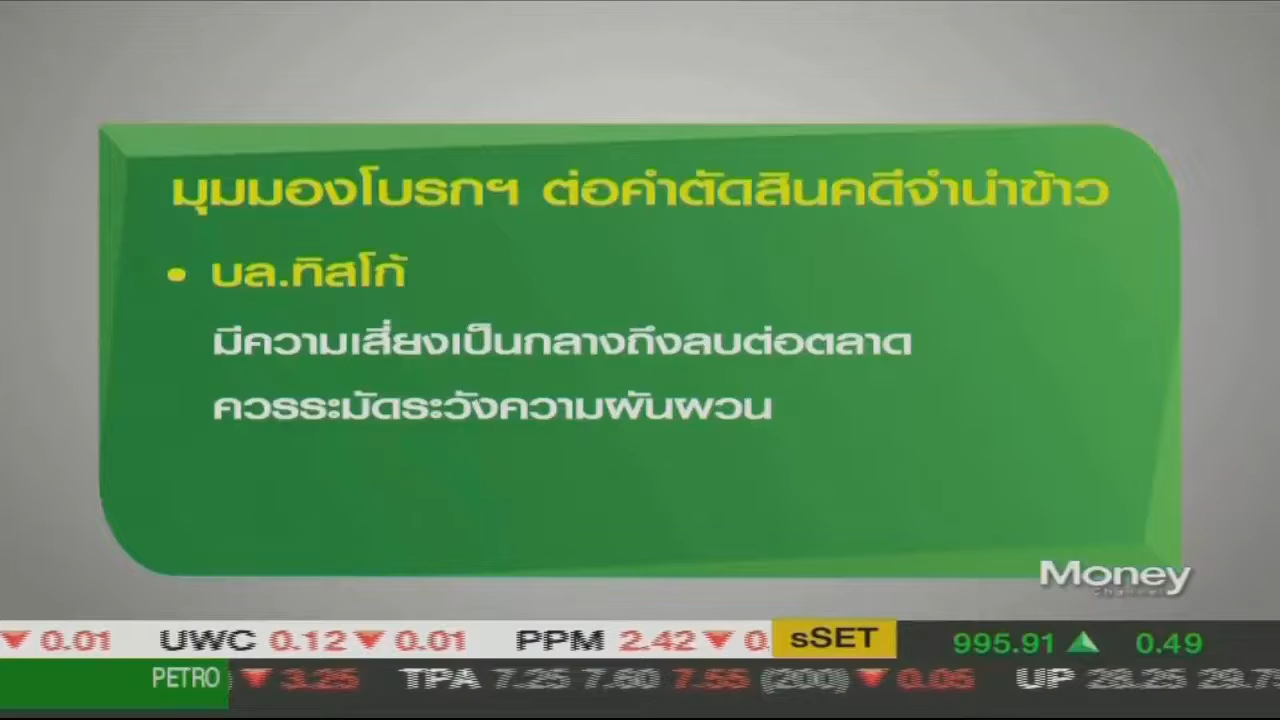 มุมมองโบรกฯ ต่อคำตัดสินคดีจำนำข้าว
• บล.ทิสโก้
มีความเสี่ยงเป็นกลางถึงลบต่อตลาด
ควรระมัดระวังความผันผวน
Money
Channel
▼ 0.01 UWC 0.12 ▼ 0.01 PPM 2.42 ▼ 0. sSET 995.91 ▲ 0.49
PETRO ▼ 3.25 TPA 7.25 7.60 7.55 (200) ▼ 0.05 UP 28.25 29.75